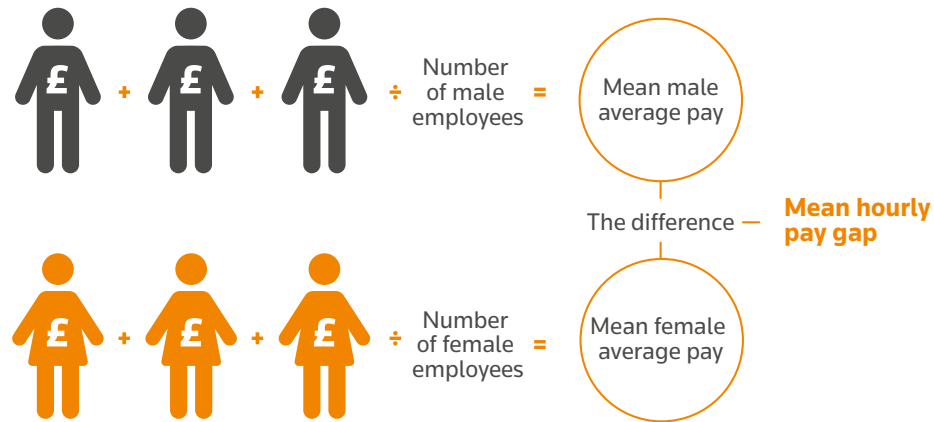 £ + £ + £ ÷ Number
of male
employees
=
Mean male
average pay
The difference –
Mean hourly
pay gap
£ + £ + £ ÷ Number
of female
employees
=
Mean female
average pay